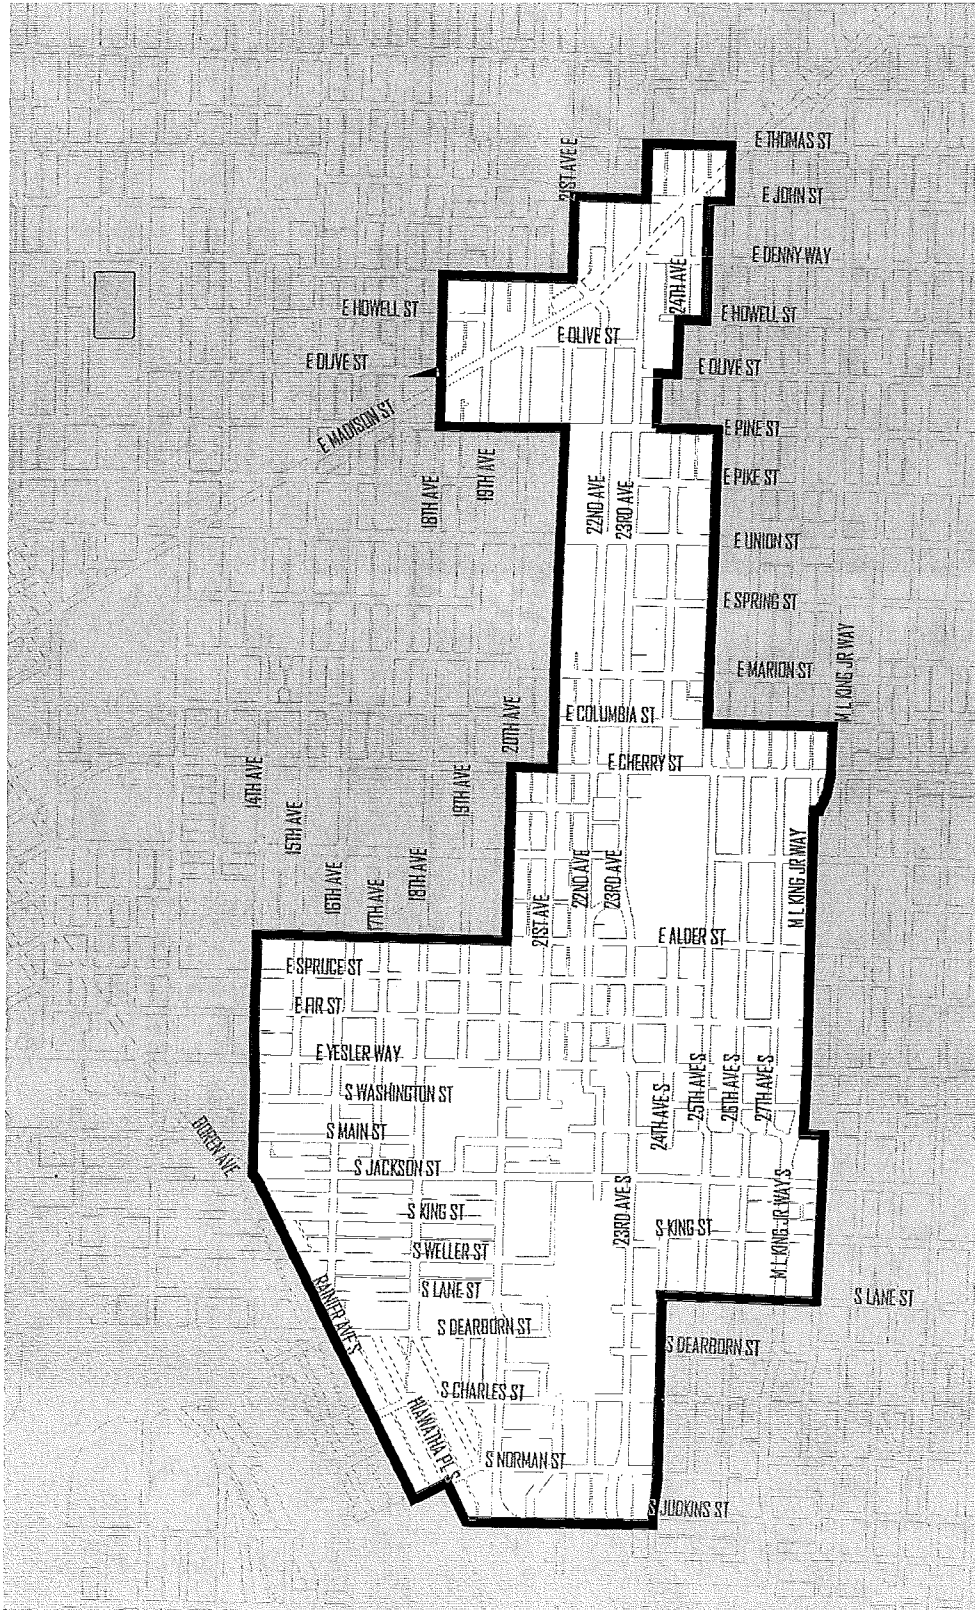 E THOMAS ST
21ST AVE E
E JOHN ST
E DENNY WAY
24TH AVE
E HOWELL ST
E HOWELL ST
E OLIVE ST
E OLIVE ST
E OLIVE ST
E MADISON ST
E PINE ST
18TH AVE
19TH AVE
22ND AVE
23RD AVE
E PIKE ST
E UNION ST
E SPRING ST
E MARION ST
M L KING JR WAY
20TH AVE
E COLUMBIA ST
E CHERRY ST
14TH AVE
15TH AVE
16TH AVE
17TH AVE
18TH AVE
19TH AVE
21ST AVE
22ND AVE
23RD AVE
M L KING JR WAY
E ALDER ST
E SPRUCE ST
E FIR ST
E YESLER WAY
S WASHINGTON ST
24TH AVE S
25TH AVE S
26TH AVE S
27TH AVE S
S MAIN ST
BOREN AVE
S JACKSON ST
S KING ST
23RD AVE S
S KING ST
M L KING JR WAY S
S WELLER ST
S LANE ST
S LANE ST
RAINIER AVE S
S DEARBORN ST
S DEARBORN ST
S CHARLES ST
HIAWATHA PL S
S NORMAN ST
S JUDKINS ST